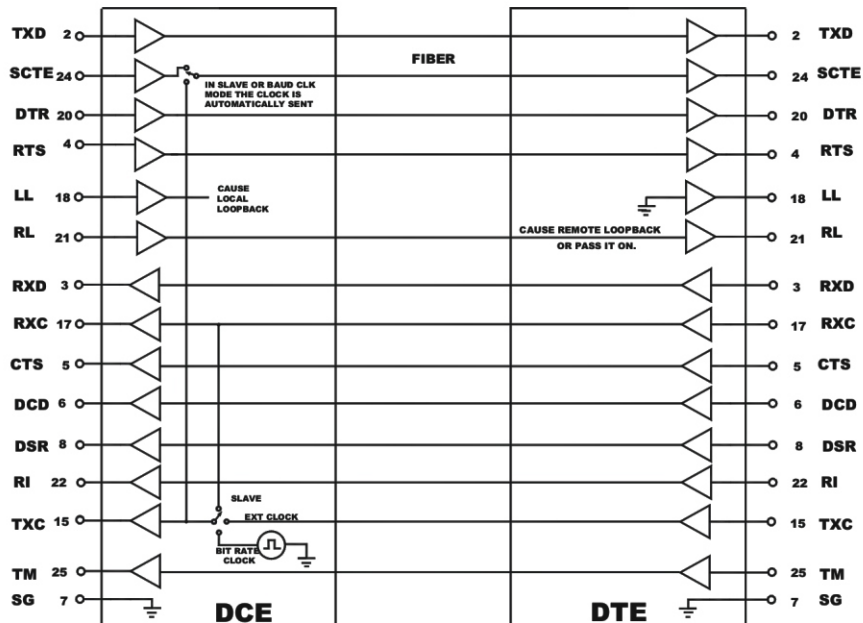 TXD 2 2 TXD
FIBER
SCTE 24 24 SCTE
IN SLAVE OR BAUD CLK
MODE THE CLOCK IS
AUTOMATICALLY SENT
DTR 20 20 DTR
RTS 4 4 RTS
LL 18 18 LL
CAUSE
LOCAL
LOOPBACK
RL 21 21 RL
CAUSE REMOTE LOOPBACK
OR PASS IT ON.
RXD 3 3 RXD
RXC 17 17 RXC
CTS 5 5 CTS
DCD 6 6 DCD
DSR 8 8 DSR
RI 22 22 RI
SLAVE
TXC 15 15 TXC
EXT CLOCK
BIT RATE
CLOCK
TM 25 25 TM
SG 7 7 SG
DCE DTE